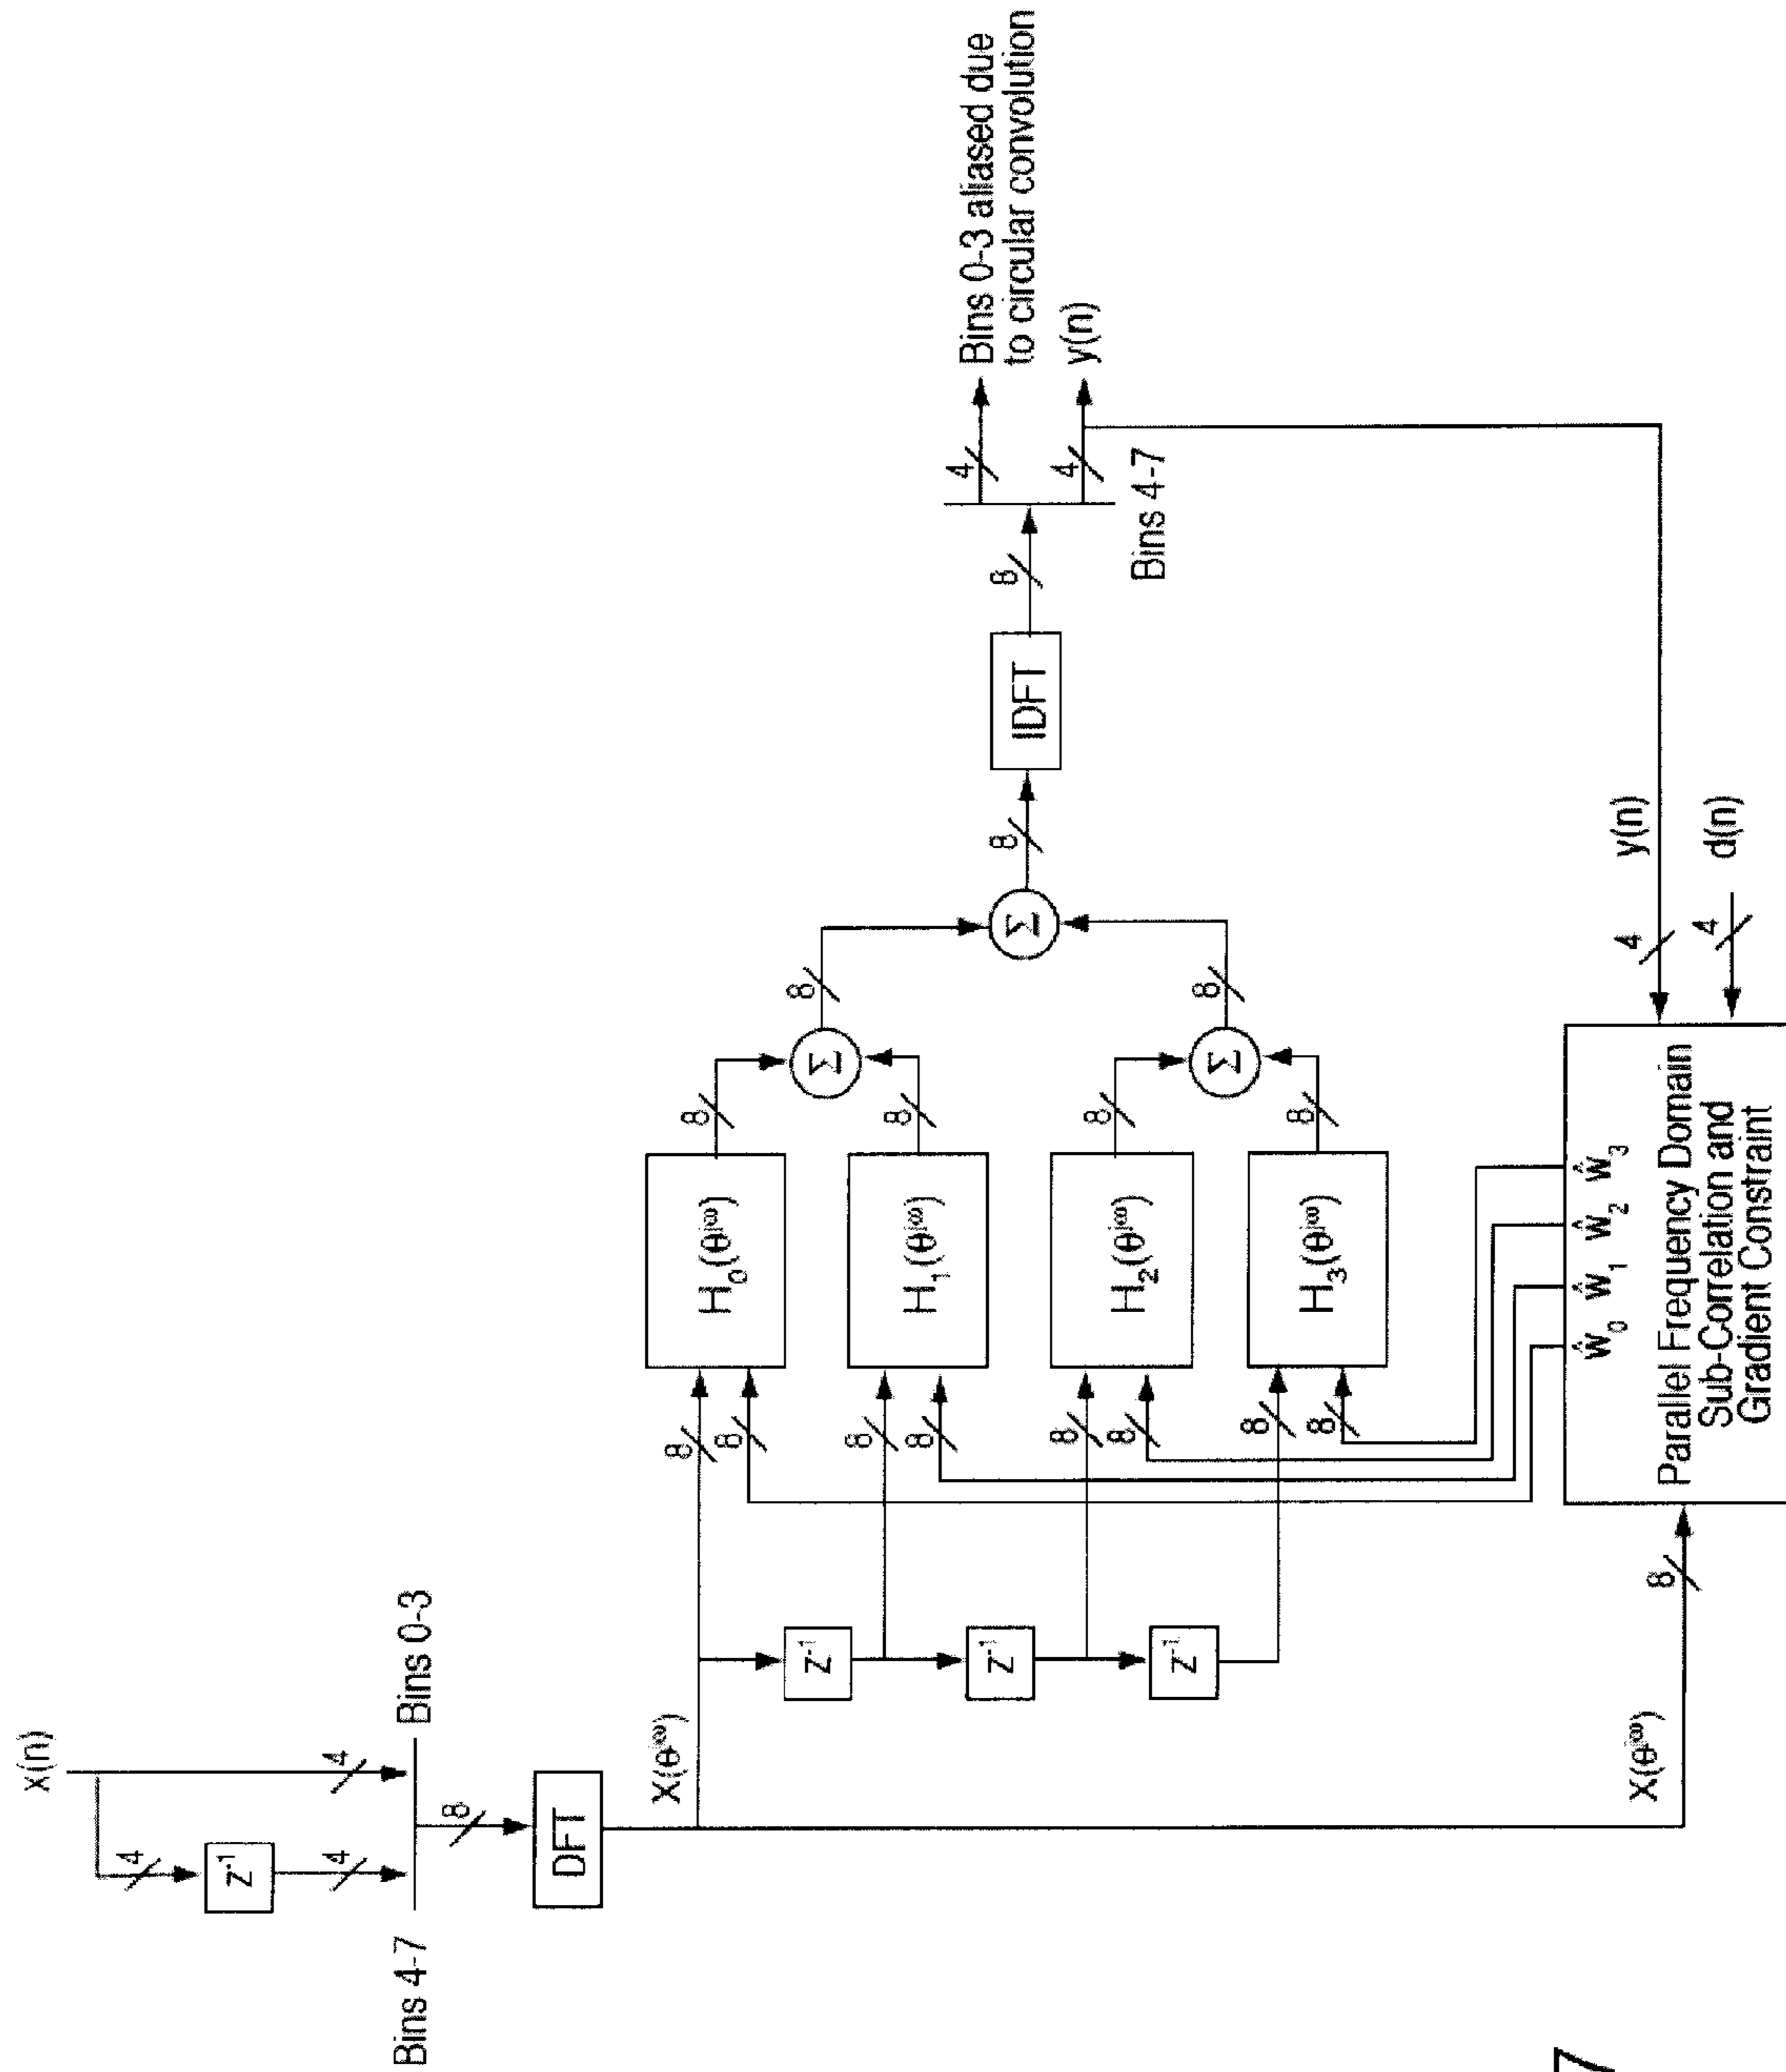 x(n)
4
4
z⁻¹
4
Bins 4-7
Bins 0-3
8
DFT
X(θ^jω)
z⁻¹
z⁻¹
z⁻¹
8
8
8
8
8
8
8
8
H₀(θ^jω)
H₁(θ^jω)
H₂(θ^jω)
H₃(θ^jω)
8
8
8
8
Σ
Σ
8
8
Σ
8
IDFT
8
4
4
Bins 4-7
Bins 0-3 aliased due
to circular convolution
y(n)
X(θ^jω)
8
Ŵ₀ Ŵ₁ Ŵ₂ Ŵ₃
Parallel Frequency Domain
Sub-Correlation and
Gradient Constraint
4
y(n)
4
d(n)
7